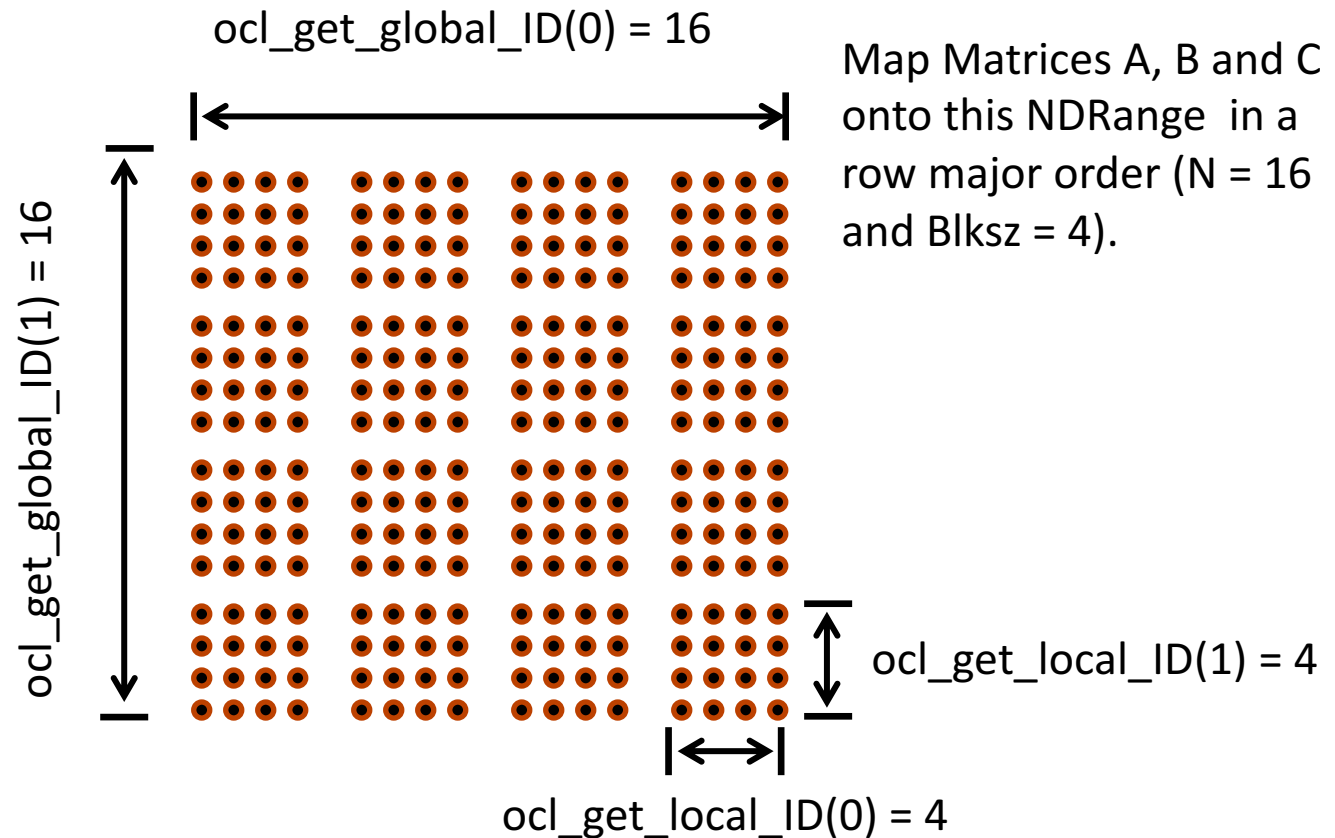 ocl_get_global_ID(0) = 16
Map Matrices A, B and C
onto this NDRange in a
row major order (N = 16
and Blksz = 4).
ocl_get_global_ID(1) = 16
ocl_get_local_ID(1) = 4
ocl_get_local_ID(0) = 4